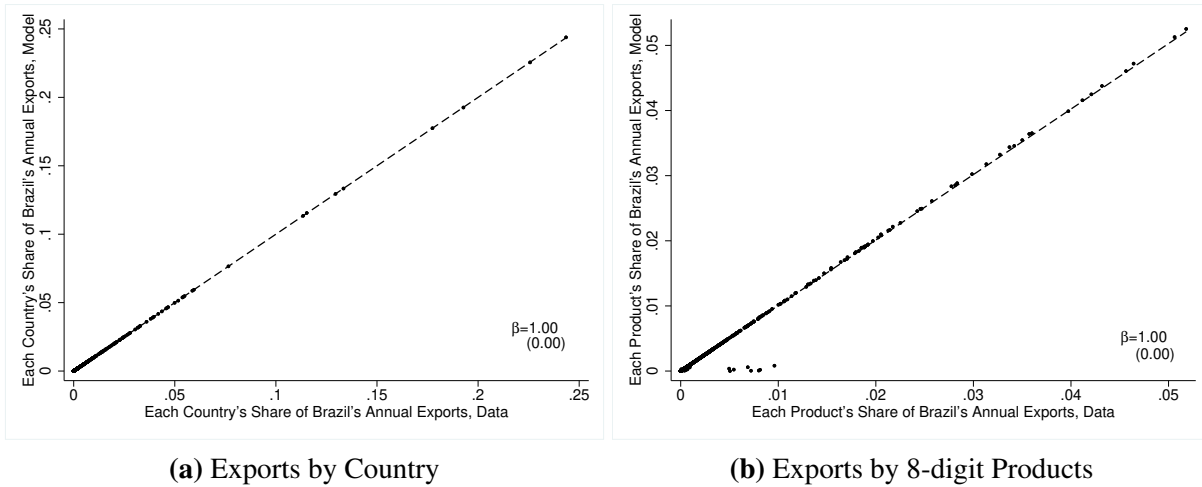 Each Country's Share of Brazil's Annual Exports, Model
.25
.2
.15
.1
.05
0
β=1.00
(0.00)
0 .05 .1 .15 .2 .25
Each Country's Share of Brazil's Annual Exports, Data
(a) Exports by Country
Each Product's Share of Brazil's Annual Exports, Model
.05
.04
.03
.02
.01
0
β=1.00
(0.00)
0 .01 .02 .03 .04 .05
Each Product's Share of Brazil's Annual Exports, Data
(b) Exports by 8-digit Products